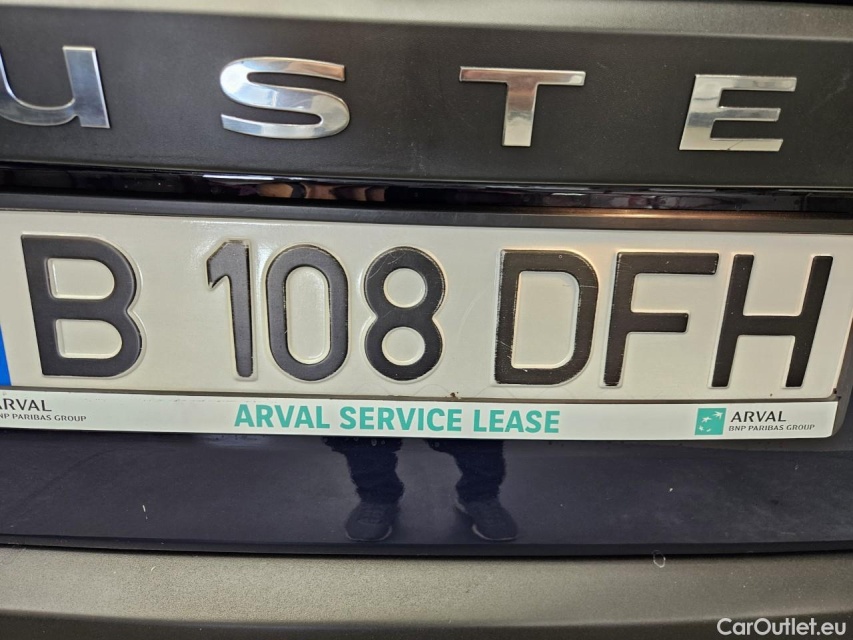 USTE
B 108 DFH
ARVAL
BNP PARIBAS GROUP
ARVAL SERVICE LEASE
ARVAL
BNP PARIBAS GROUP
CarOutlet.eu